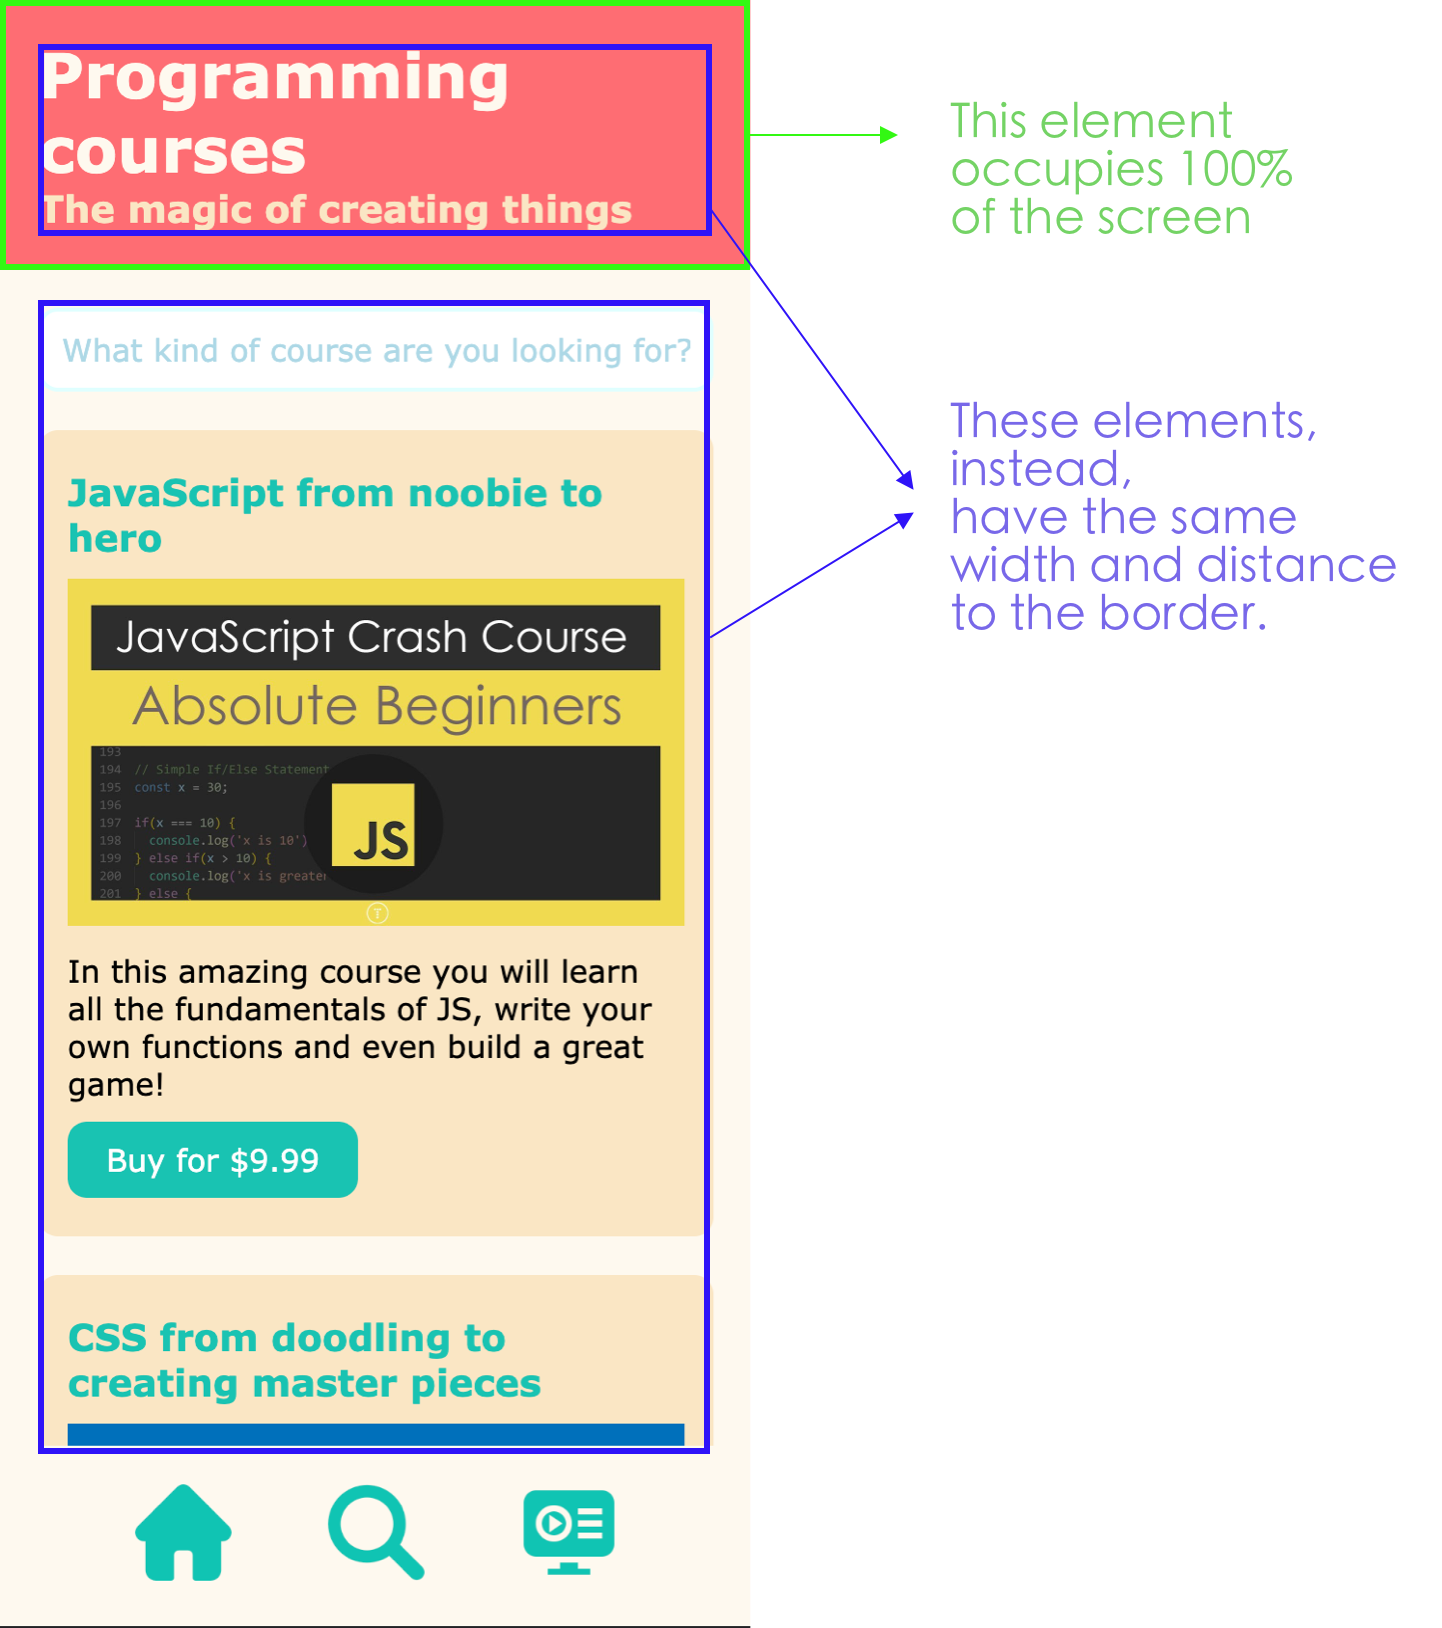 Programming
courses
The magic of creating things
This element
occupies 100%
of the screen
What kind of course are you looking for?
These elements,
instead,
have the same
width and distance
to the border.
JavaScript from noobie to
hero
JavaScript Crash Course
Absolute Beginners
193
194 // Simple If/Else Statement
195 const x = 30;
196
197 if(x === 10) {
198 console.log('x is 10')
199 } else if(x > 10) {
200 console.log('x is greater
201 } else {
JS
T
In this amazing course you will learn
all the fundamentals of JS, write your
own functions and even build a great
game!
Buy for $9.99
CSS from doodling to
creating master pieces